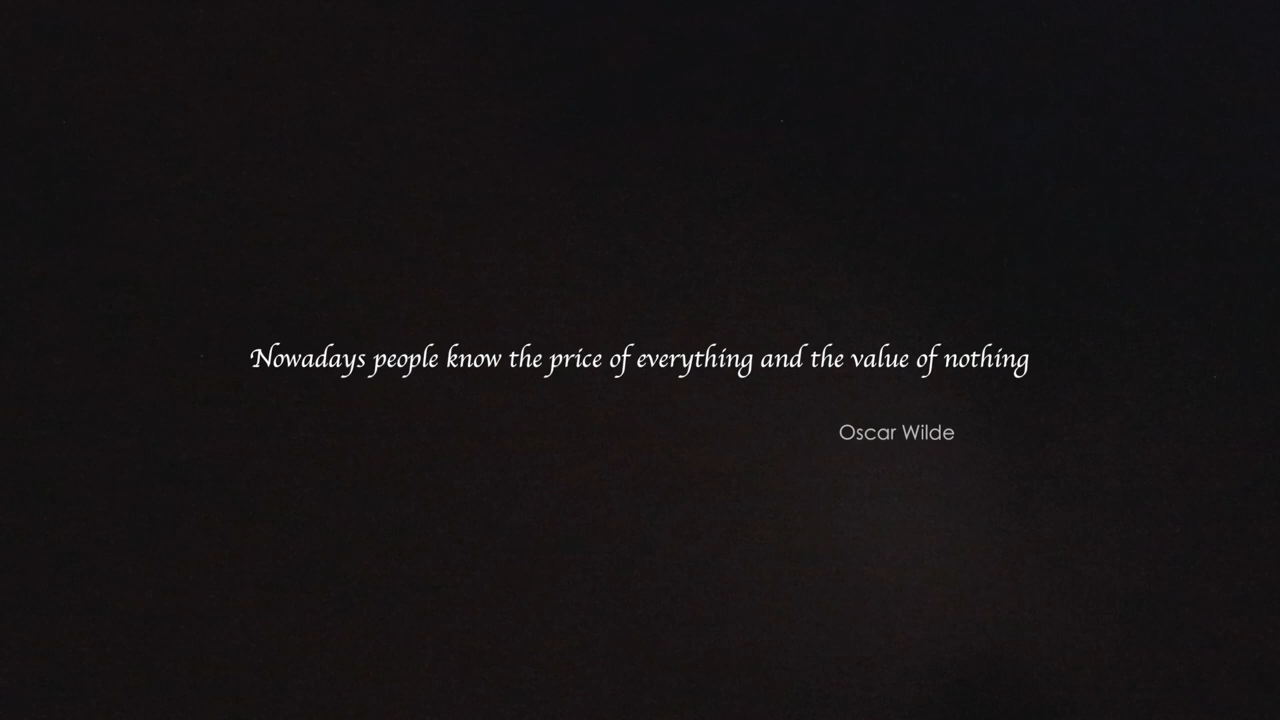 Nowadays people know the price of everything and the value of nothing
Oscar Wilde